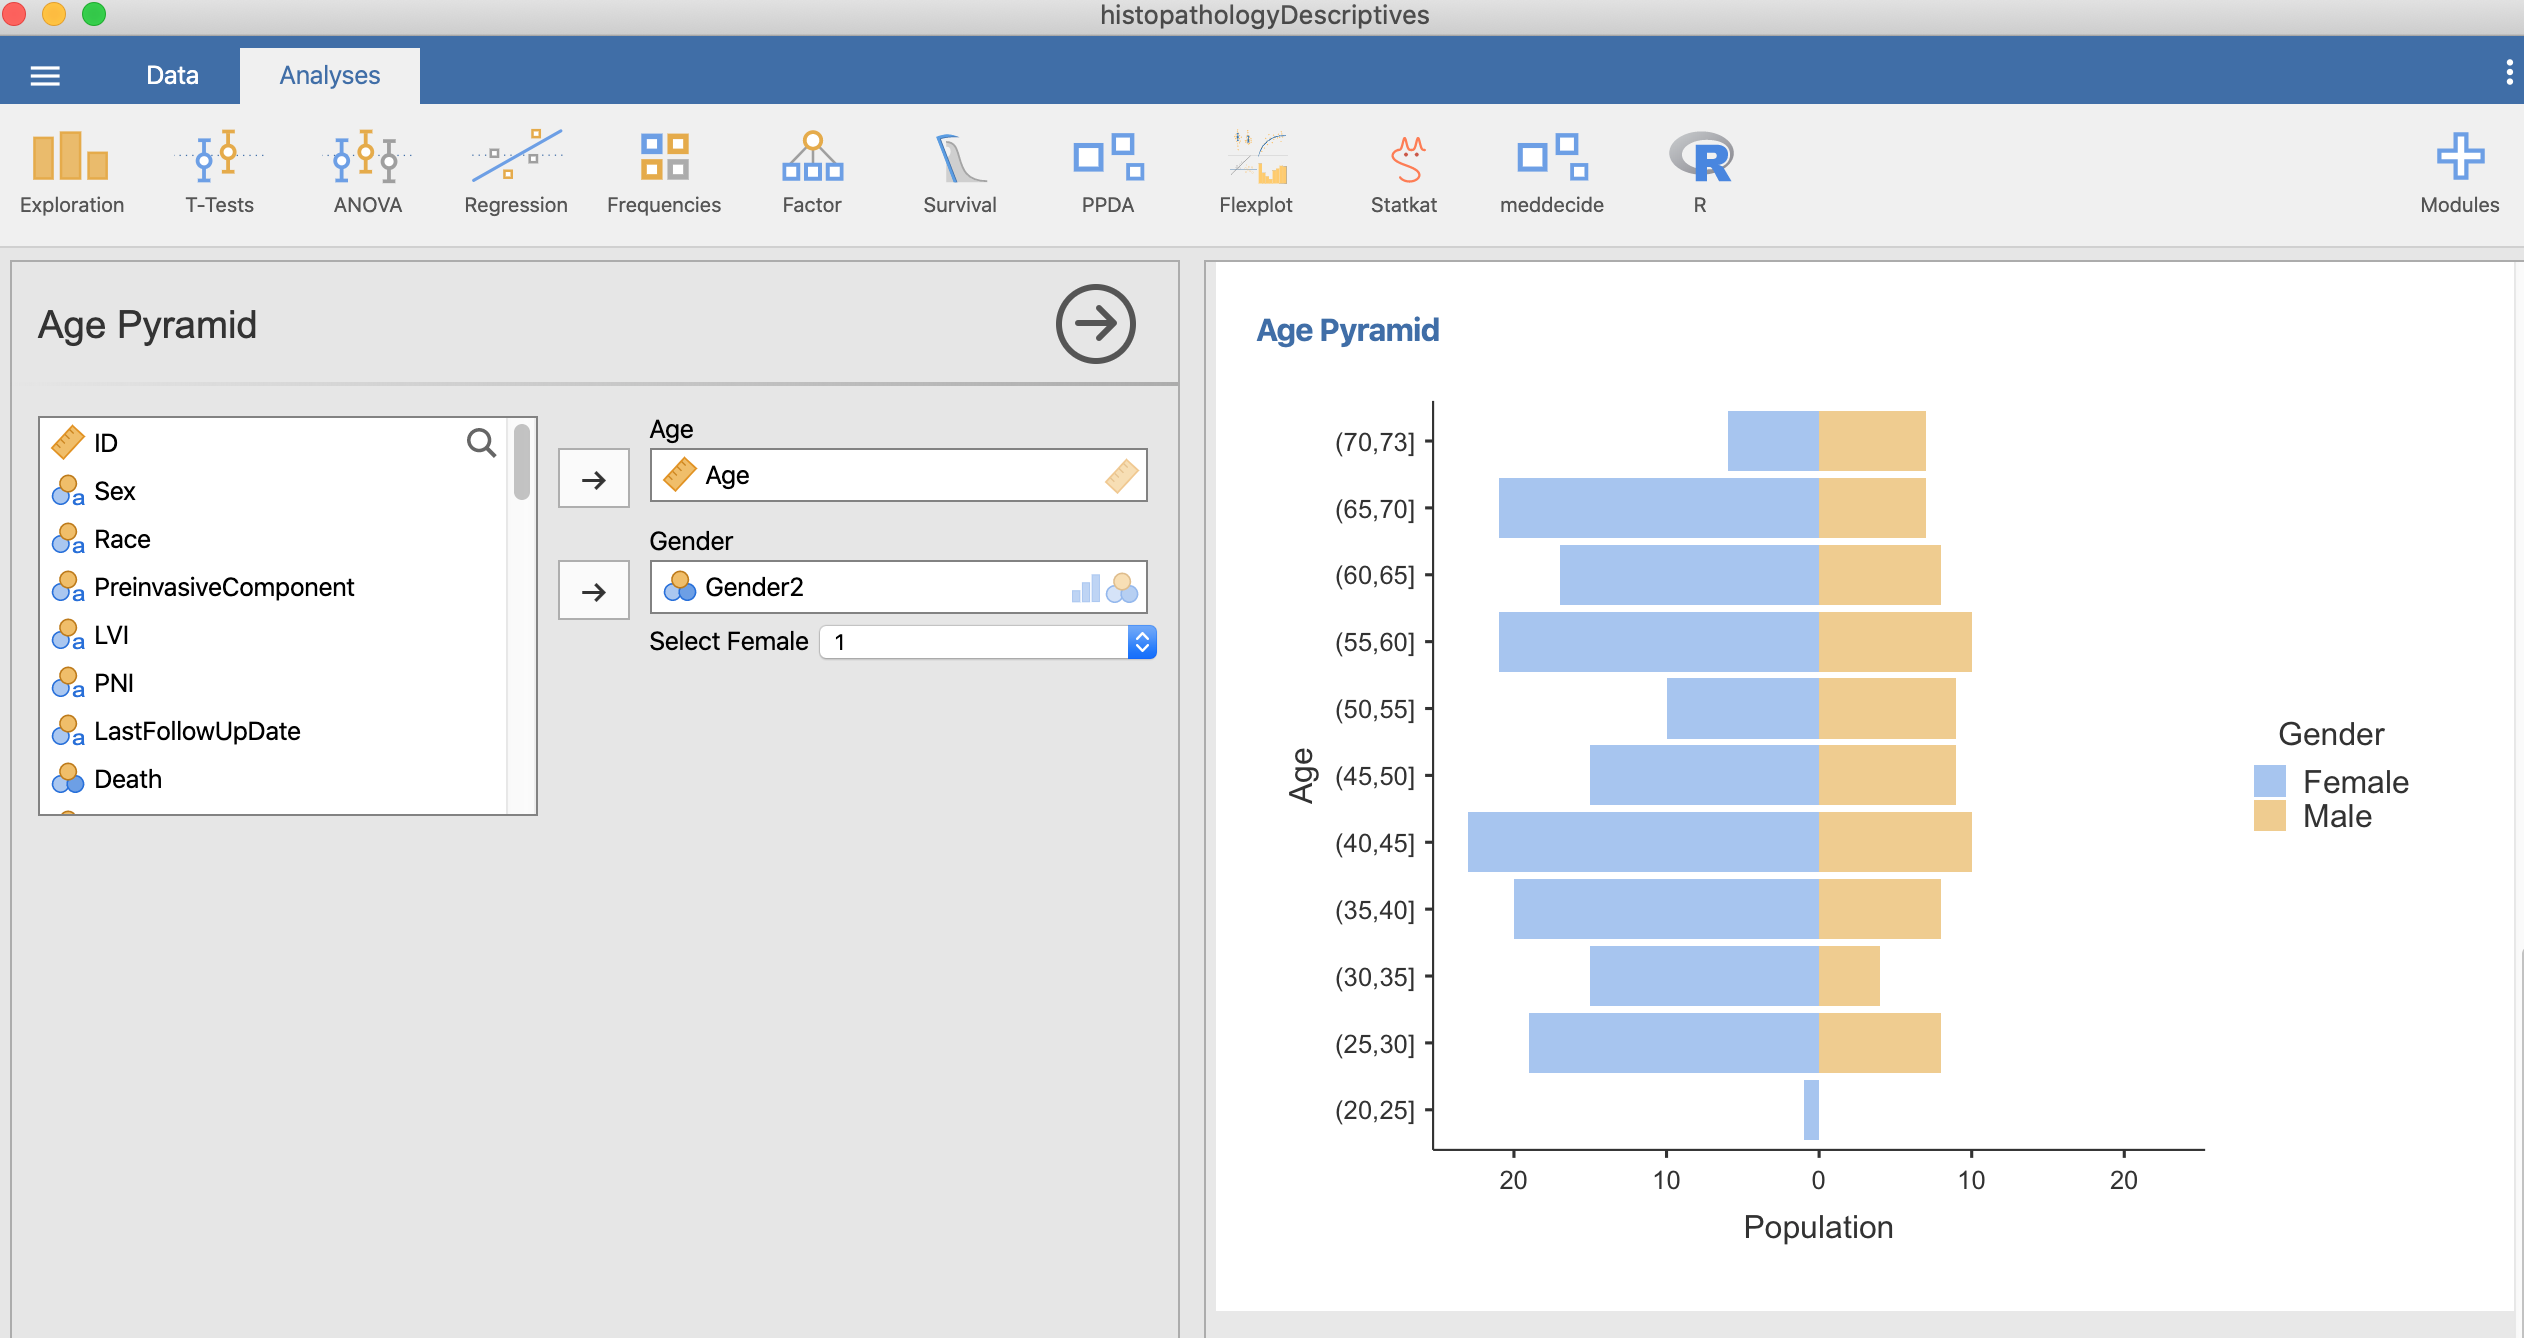 histopathologyDescriptives
Data Analyses
Exploration T-Tests ANOVA Regression Frequencies Factor Survival PPDA Flexplot Statkat meddecide R Modules
Age Pyramid
ID
a Sex
a Race
a PreinvasiveComponent
a LVI
a PNI
a LastFollowUpDate
Death
Age
Age
Gender
Gender2
Select Female 1
Age Pyramid
(70,73]
(65,70]
(60,65]
(55,60]
(50,55]
(45,50]
(40,45]
(35,40]
(30,35]
(25,30]
(20,25]
Age
20 10 0 10 20
Population
Gender
Female
Male